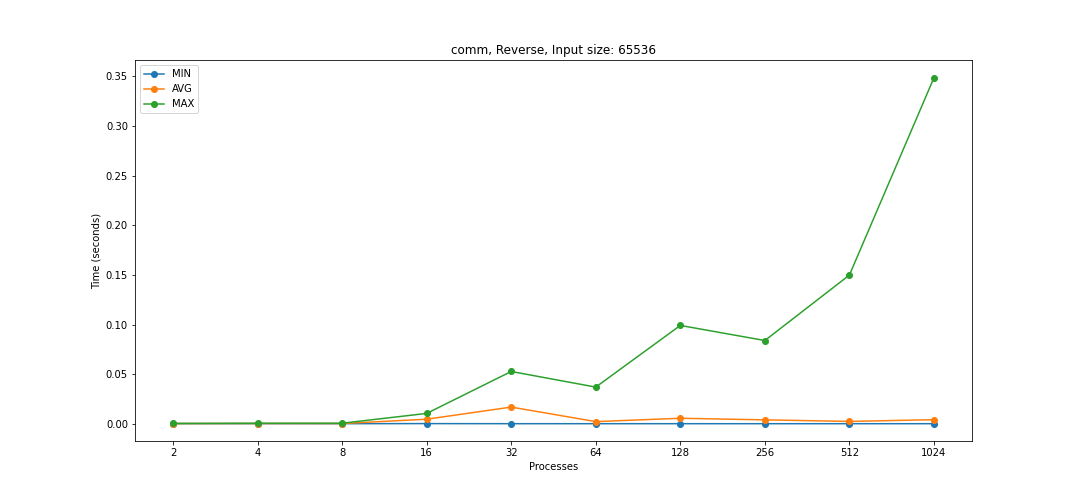 comm, Reverse, Input size: 65536
MIN
AVG
MAX
0.35
0.30
0.25
0.20
0.15
0.10
0.05
0.00
Time (seconds)
2 4 8 16 32 64 128 256 512 1024
Processes